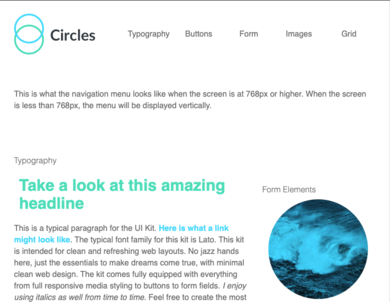 Circles
Typography Buttons Form Images Grid
This is what the navigation menu looks like when the screen is at 768px or higher. When the
screen is less than 768px, the menu will be displayed vertically.
Typography
Take a look at this amazing
headline
This is a typical paragraph for the UI Kit. Here is what a link
might look like. The typical font family for this kit is Lato. This kit
is intended for clean and refreshing web layouts. No jazz hands
here, just the essentials to make dreams come true, with minimal
clean web design. The kit comes fully equipped with everything
from full responsive media styling to buttons to form fields. I enjoy
using italics as well from time to time. Feel free to create the most
Form Elements